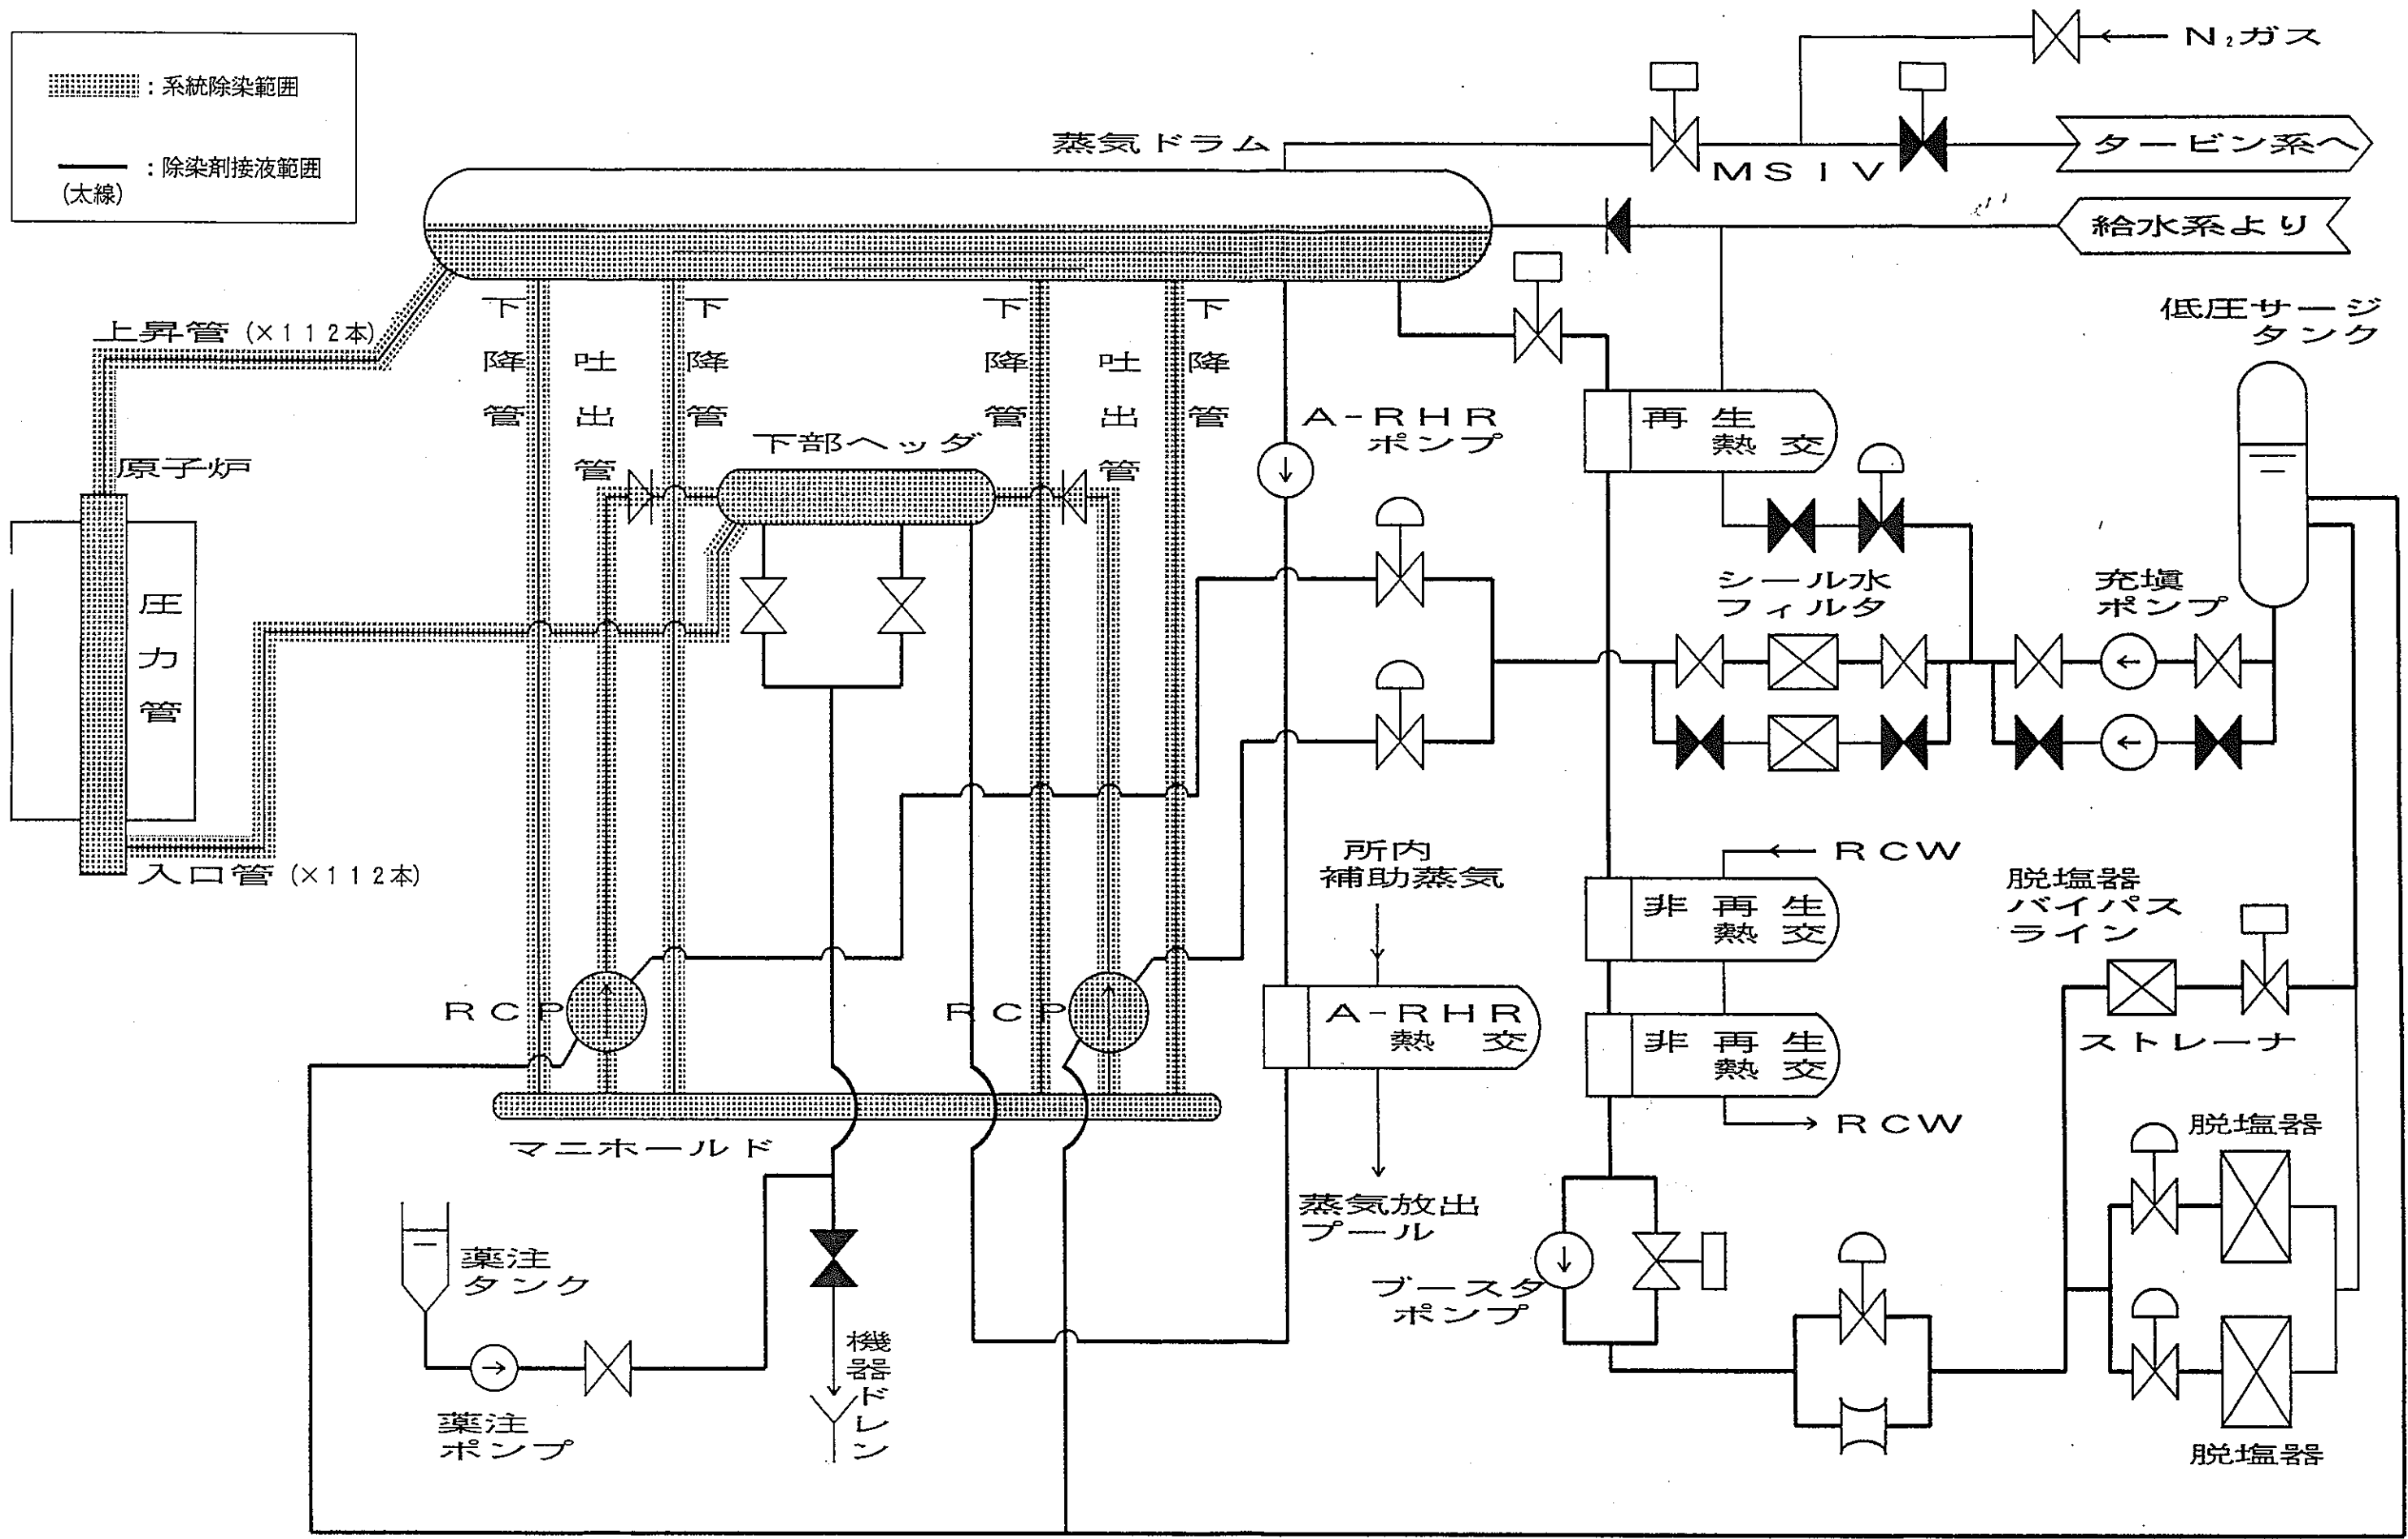 ：系統除染範囲
：除染剤接液範囲
(太線)
N₂ガス
蒸気ドラム
MSIV
タービン系へ
給水系より
低圧サージ
タンク
上昇管 (×112本)
下降管
吐出管
下降管
下降管
吐出管
下降管
A-RHR
ポンプ
再生
熱交
下部ヘッダ
原子炉
圧力管
シール水
フィルタ
充塡
ポンプ
入口管 (×112本)
所内
補助蒸気
RCW
非再生
熱交
脱塩器
バイパス
ライン
RCP
RCP
A-RHR
熱交
非再生
熱交
ストレーナ
RCW
マニホールド
脱塩器
蒸気放出
プール
薬注
タンク
ブースタ
ポンプ
機器ドレン
薬注
ポンプ
脱塩器